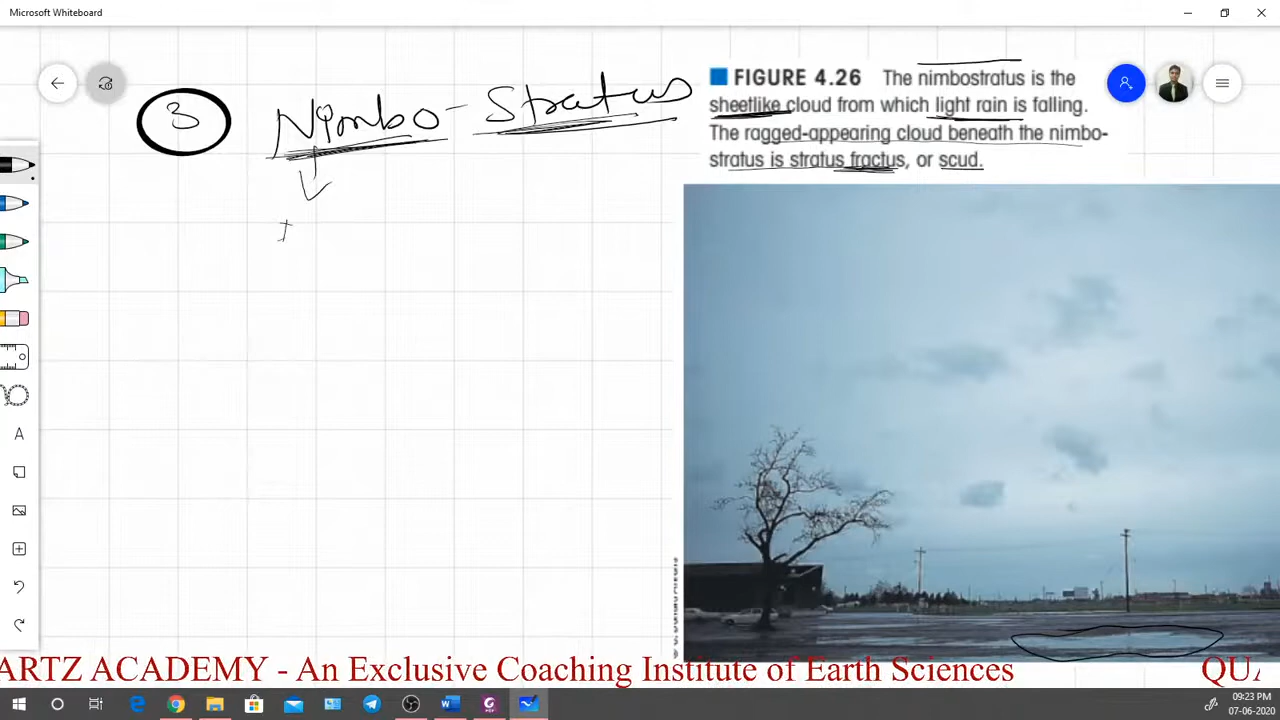 Microsoft Whiteboard
3
Nimbo-Stratus
FIGURE 4.26 The nimbostratus is the
sheetlike cloud from which light rain is falling.
The ragged-appearing cloud beneath the nimbo-
stratus is stratus fractus, or scud.
A
ARTZ ACADEMY - An Exclusive Coaching Institute of Earth Sciences
QUA
09:23 PM
07-06-2020